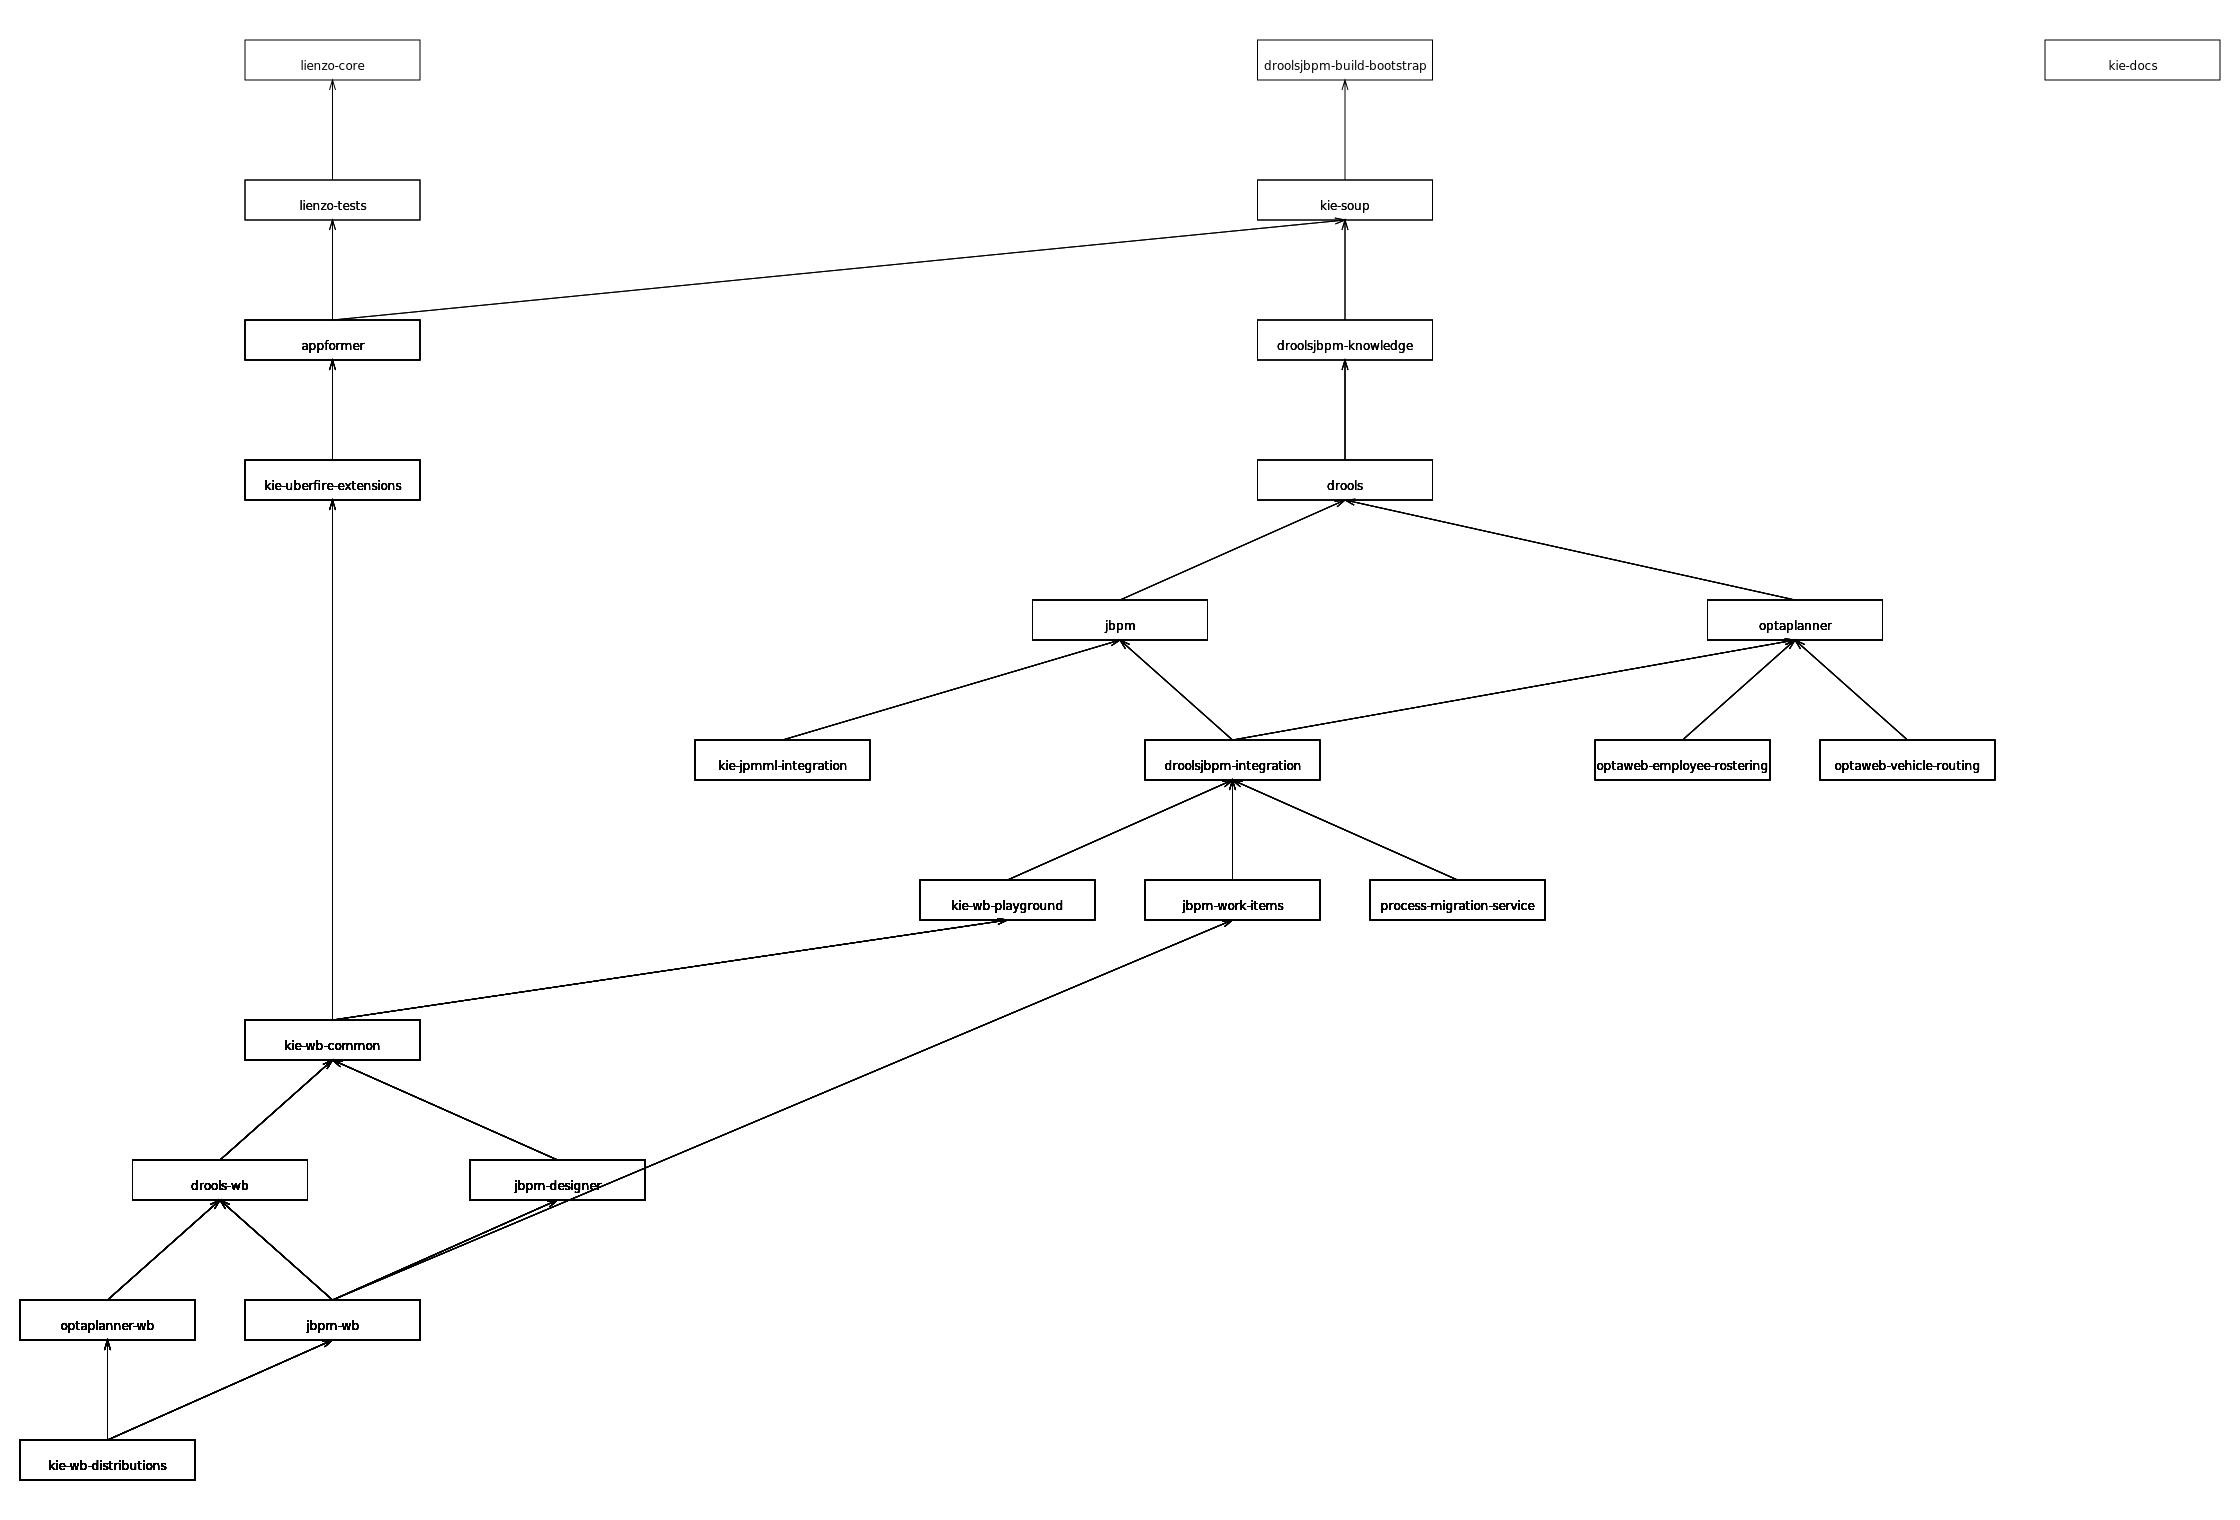 lienzo-core
droolsjbpm-build-bootstrap
kie-docs
lienzo-tests
kie-soup
appformer
droolsjbpm-knowledge
kie-uberfire-extensions
drools
jbpm
optaplanner
kie-jpmml-integration
droolsjbpm-integration
optaweb-employee-rostering
optaweb-vehicle-routing
kie-wb-playground
jbpm-work-items
process-migration-service
kie-wb-common
drools-wb
jbpm-designer
optaplanner-wb
jbpm-wb
kie-wb-distributions